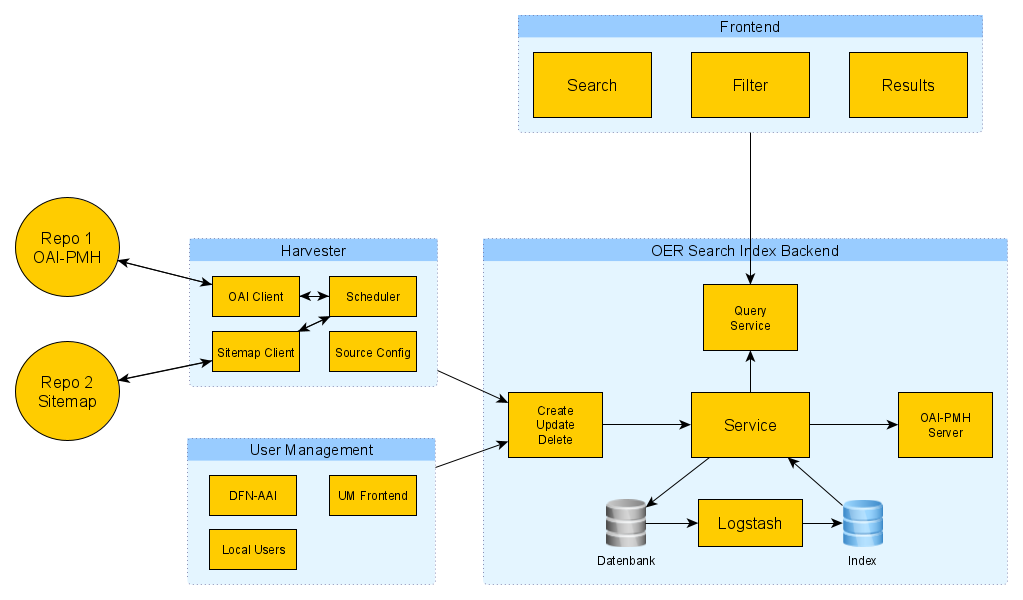 Frontend
Search
Filter
Results
Repo 1
OAI-PMH
Repo 2
Sitemap
Harvester
OAI Client
Scheduler
Sitemap Client
Source Config
User Management
DFN-AAI
UM Frontend
Local Users
OER Search Index Backend
Query
Service
Create
Update
Delete
Service
OAI-PMH
Server
Logstash
Datenbank
Index